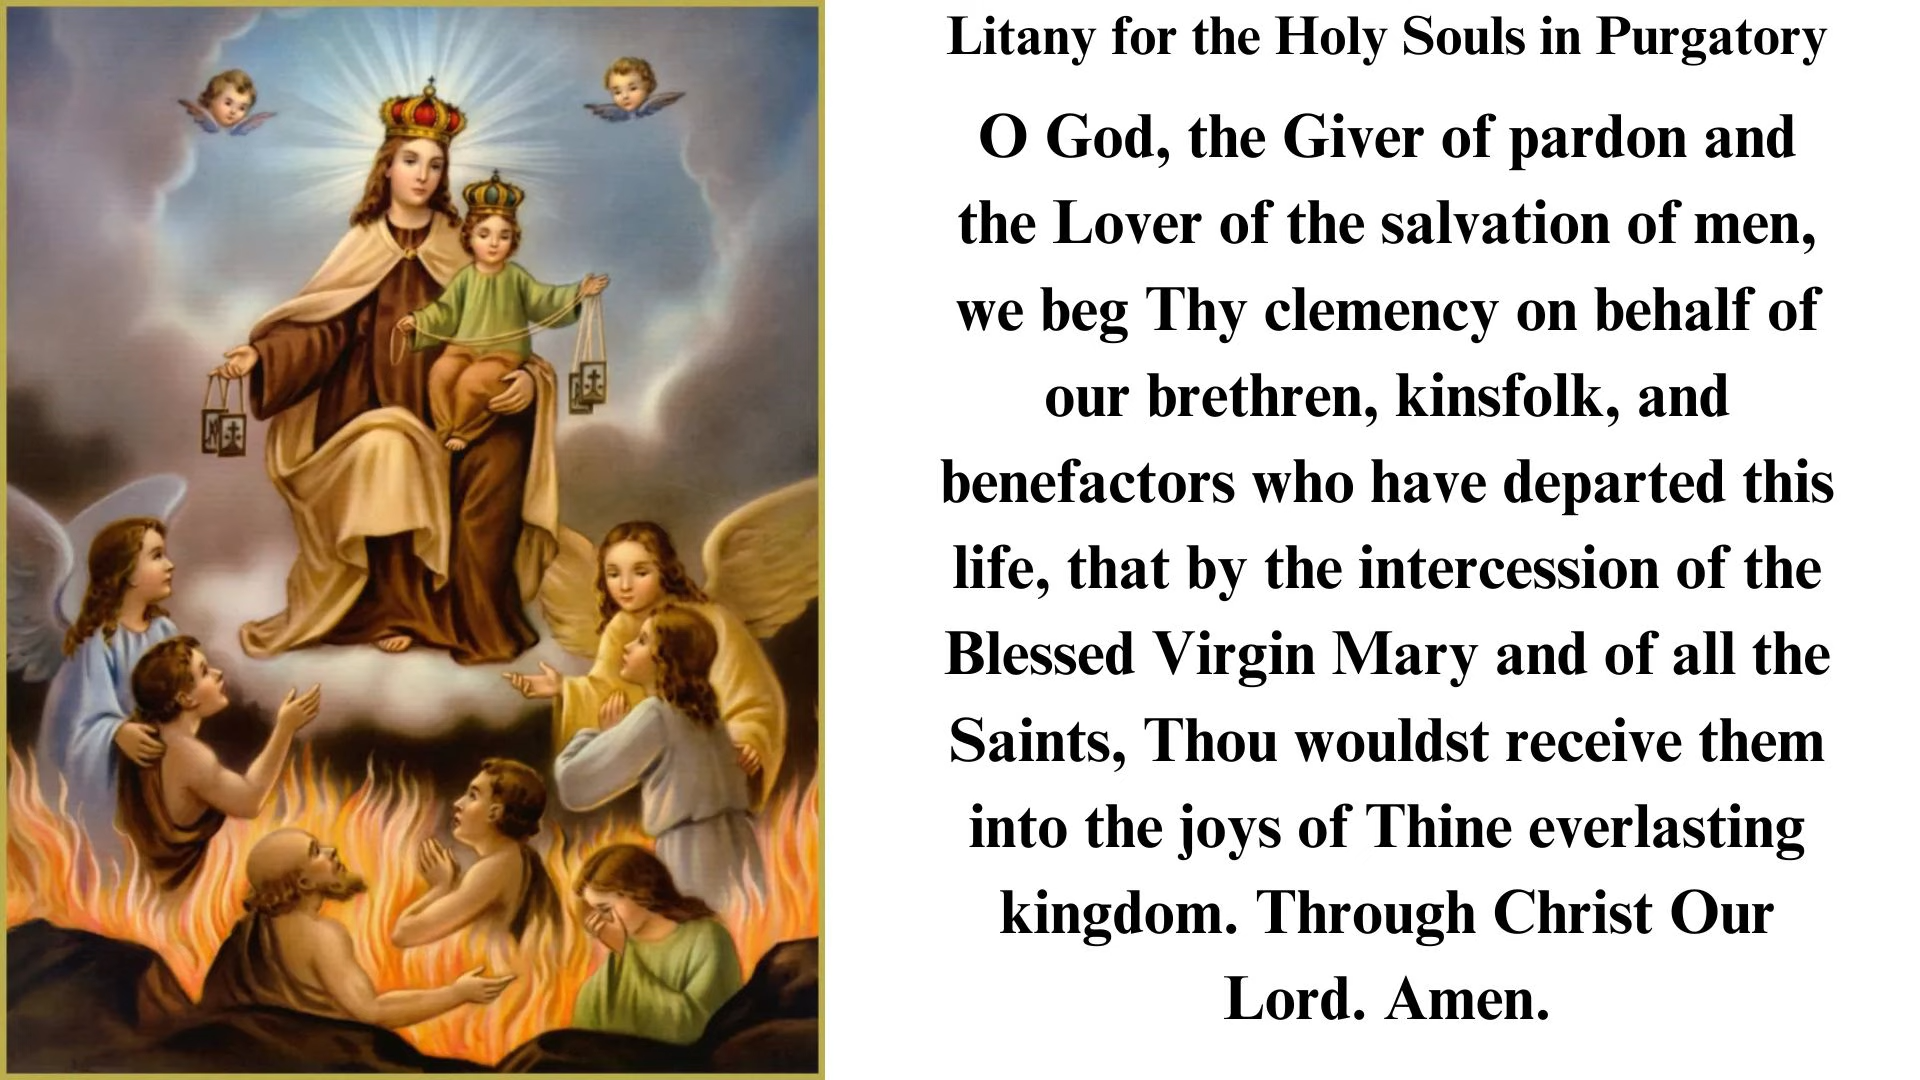 Litany for the Holy Souls in Purgatory
O God, the Giver of pardon and
the Lover of the salvation of men,
we beg Thy clemency on behalf of
our brethren, kinsfolk, and
benefactors who have departed this
life, that by the intercession of the
Blessed Virgin Mary and of all the
Saints, Thou wouldst receive them
into the joys of Thine everlasting
kingdom. Through Christ Our
Lord. Amen.